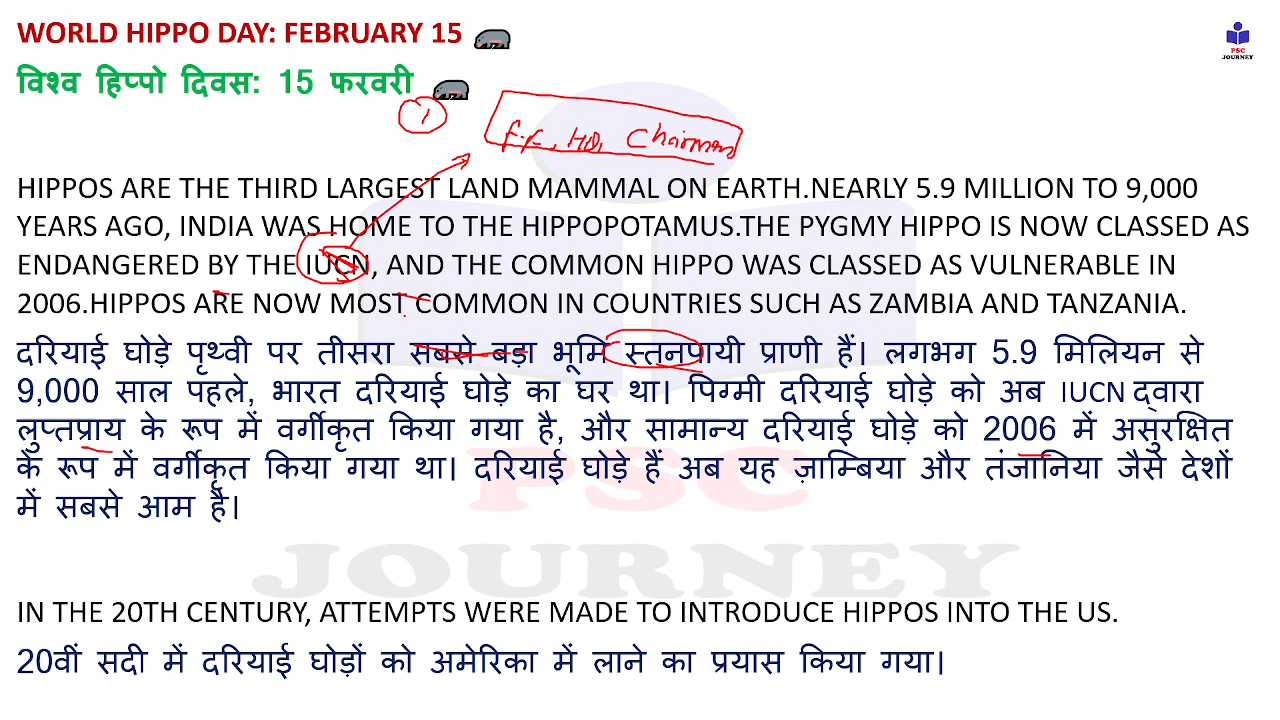 WORLD HIPPO DAY: FEBRUARY 15
PSC
JOURNEY
विश्व हिप्पो दिवस: 15 फरवरी
1
F.Y., HQ, Chairman
HIPPOS ARE THE THIRD LARGEST LAND MAMMAL ON EARTH.NEARLY 5.9 MILLION TO 9,000
YEARS AGO, INDIA WAS HOME TO THE HIPPOPOTAMUS.THE PYGMY HIPPO IS NOW CLASSED AS
ENDANGERED BY THE IUCN, AND THE COMMON HIPPO WAS CLASSED AS VULNERABLE IN
2006.HIPPOS ARE NOW MOST COMMON IN COUNTRIES SUCH AS ZAMBIA AND TANZANIA.
दरियाई घोड़े पृथ्वी पर तीसरा सबसे बड़ा भूमि स्तनपायी प्राणी हैं। लगभग 5.9 मिलियन से
9,000 साल पहले, भारत दरियाई घोड़े का घर था। पिग्मी दरियाई घोड़े को अब IUCN द्वारा
लुप्तप्राय के रूप में वर्गीकृत किया गया है, और सामान्य दरियाई घोड़े को 2006 में असुरक्षित
के रूप में वर्गीकृत किया गया था। दरियाई घोड़े हैं अब यह ज़ाम्बिया और तंजानिया जैसे देशों
में सबसे आम है।
PSC
JOURNEY
IN THE 20TH CENTURY, ATTEMPTS WERE MADE TO INTRODUCE HIPPOS INTO THE US.
20वीं सदी में दरियाई घोड़ों को अमेरिका में लाने का प्रयास किया गया।